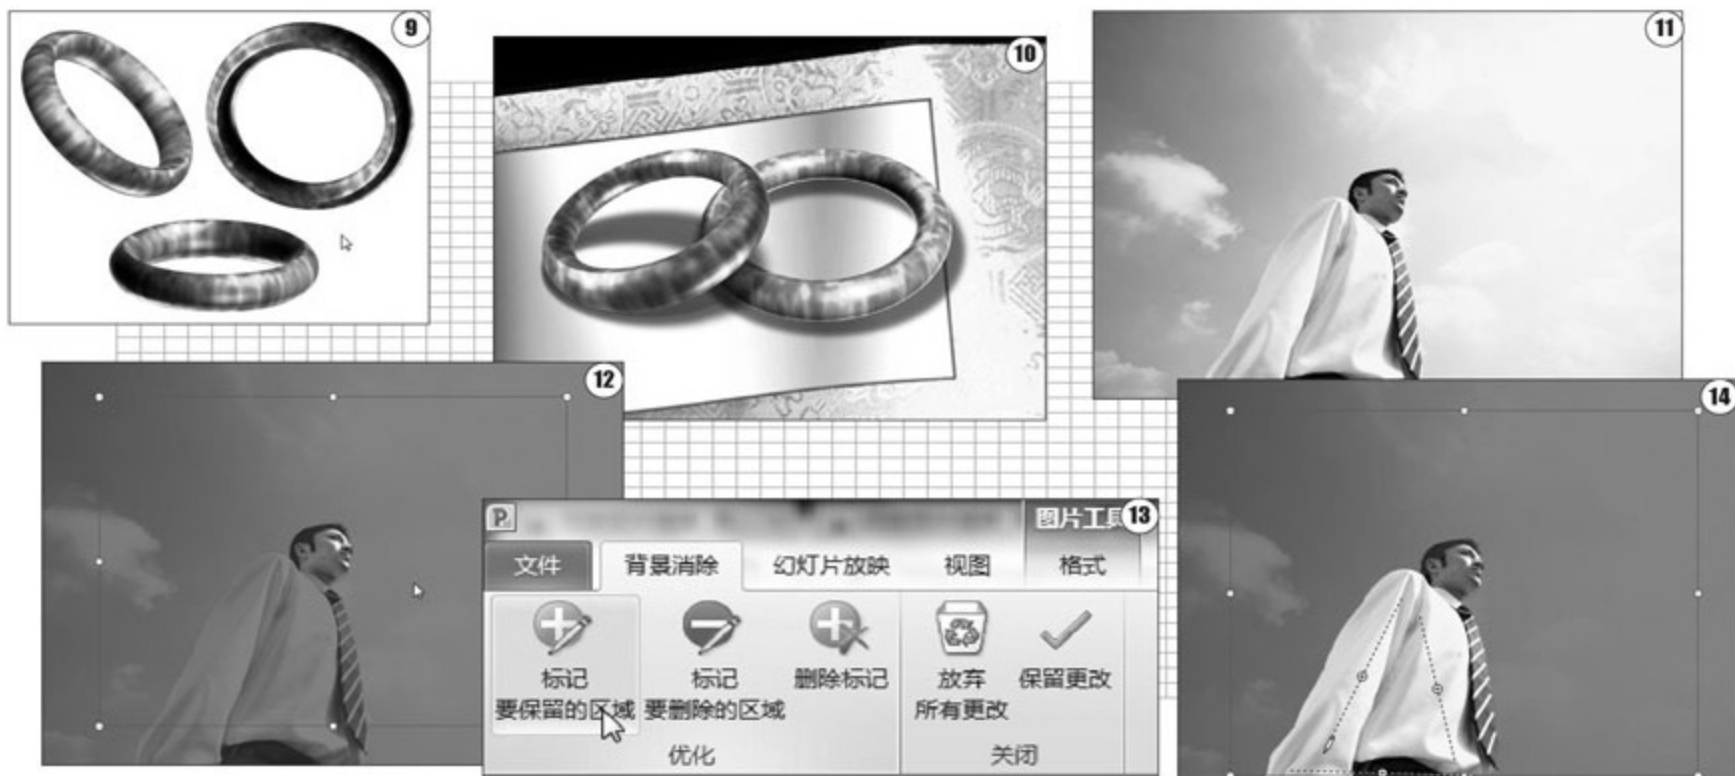 9
10
11
12
13
14
图片工具
文件 背景消除 幻灯片放映 视图 格式
标记 标记 删除标记 放弃 保留更改
要保留的区域 要删除的区域 所有更改
优化 关闭